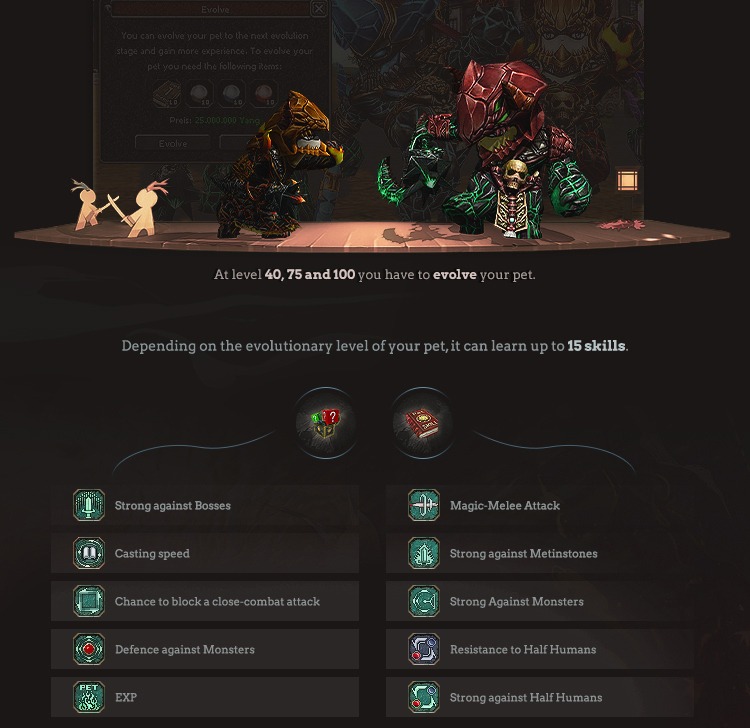 Evolve
You can evolve your pet to the next evolution
stage and gain more experience. To evolve your
pet you need the following items:
Preis: 25.000.000 Yang
Evolve
At level 40, 75 and 100 you have to evolve your pet.
Depending on the evolutionary level of your pet, it can learn up to 15 skills.
Strong against Bosses
Magic-Melee Attack
Casting speed
Strong against Metinstones
Chance to block a close-combat attack
Strong Against Monsters
Defence against Monsters
Resistance to Half Humans
PET
EXP
Strong against Half Humans